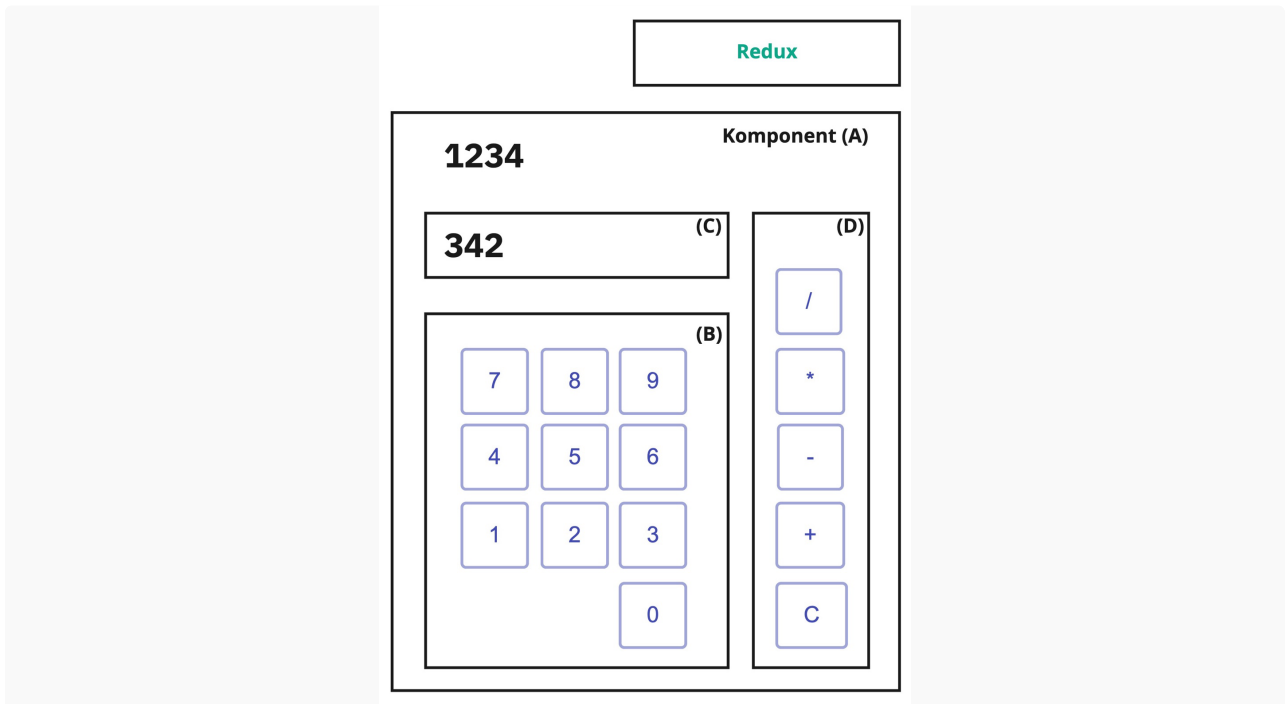 Redux
Komponent (A)
1234
(C)
342
(D)
/
(B)
7 8 9 *
4 5 6 -
1 2 3 +
0 C